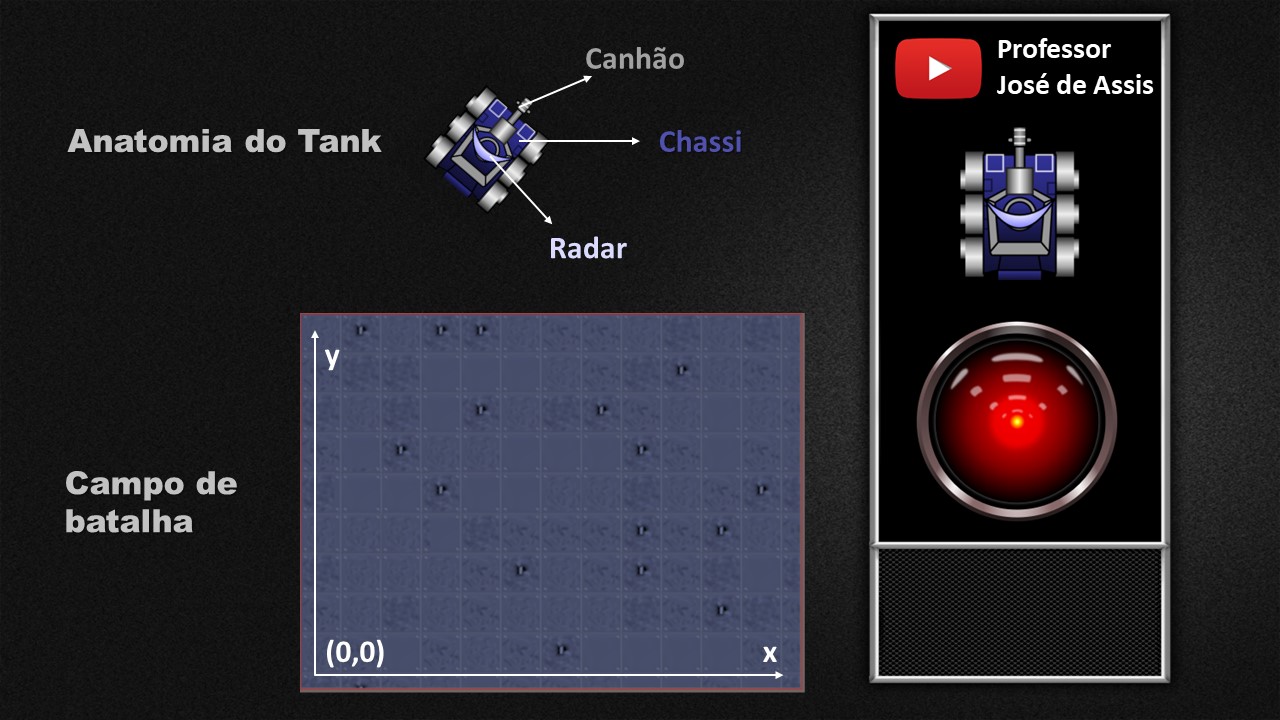 Canhão
Anatomia do Tank
Chassi
Radar
Professor
José de Assis
y
Campo de
batalha
(0,0)
x